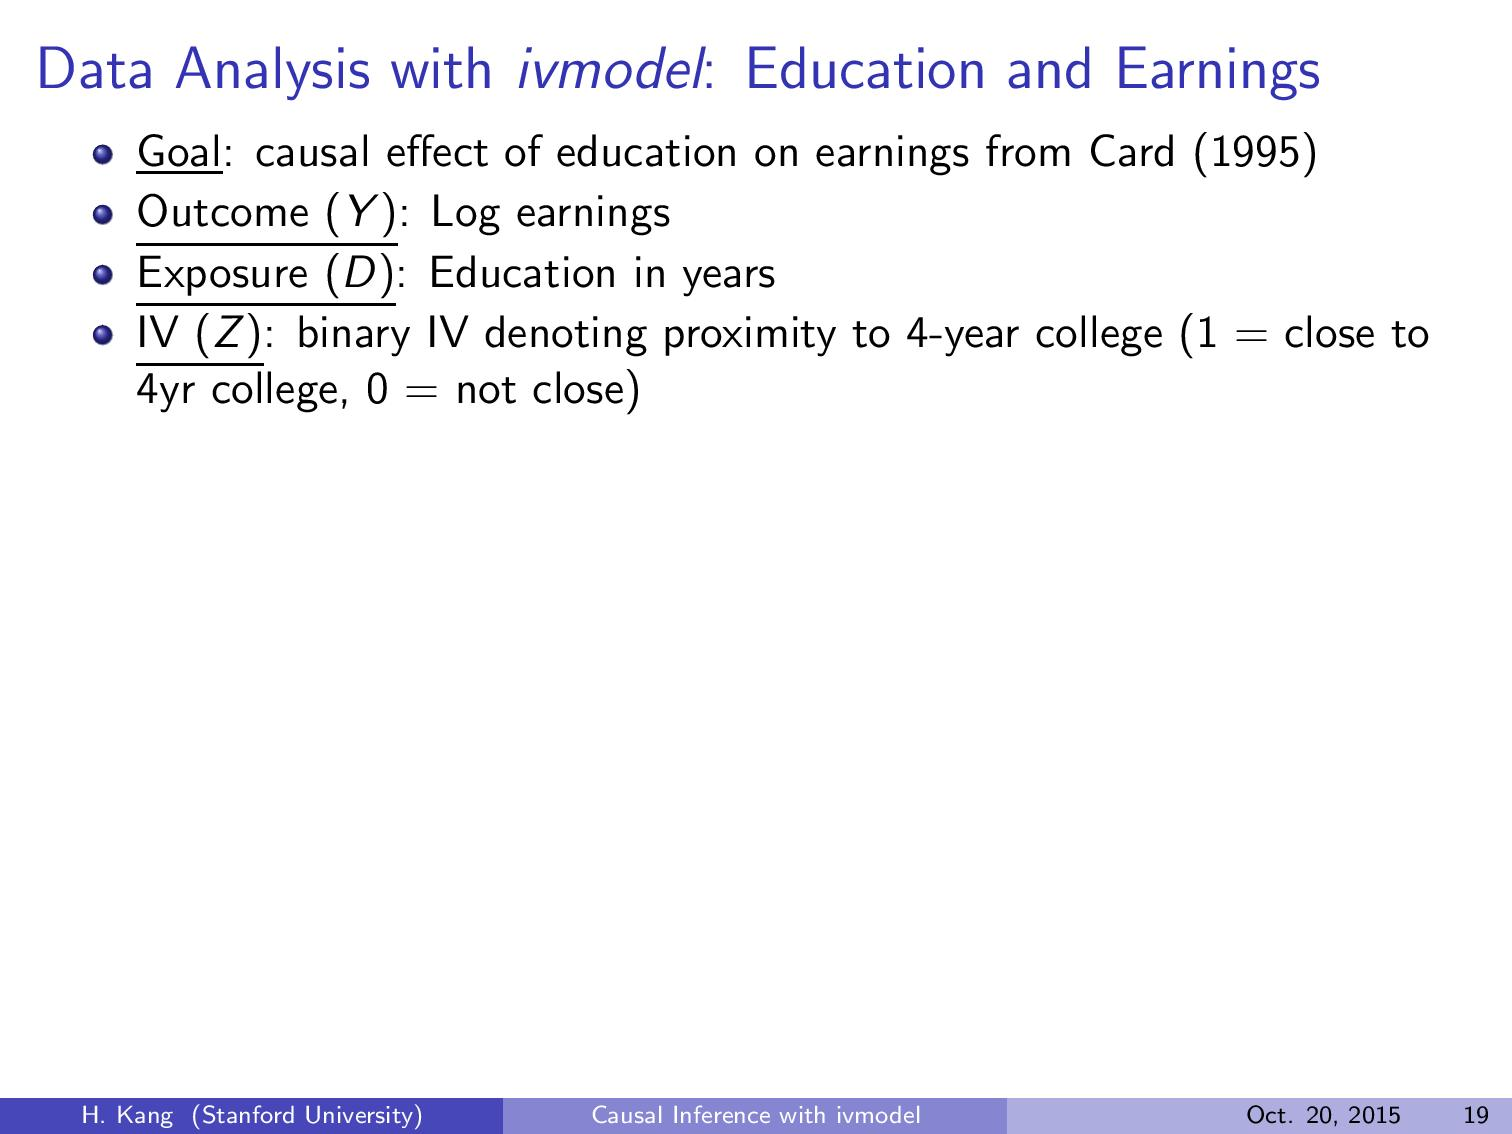 Data Analysis with ivmodel: Education and Earnings
Goal: causal effect of education on earnings from Card (1995)
Outcome (Y): Log earnings
Exposure (D): Education in years
IV (Z): binary IV denoting proximity to 4-year college (1 = close to
4yr college, 0 = not close)
H. Kang (Stanford University)
Causal Inference with ivmodel
Oct. 20, 2015 19